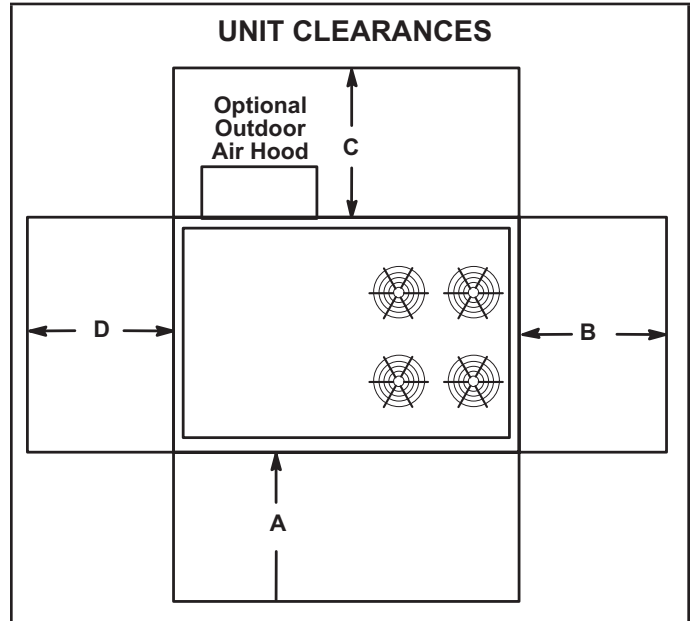 UNIT CLEARANCES
Optional
Outdoor
Air Hood
C
D
B
A